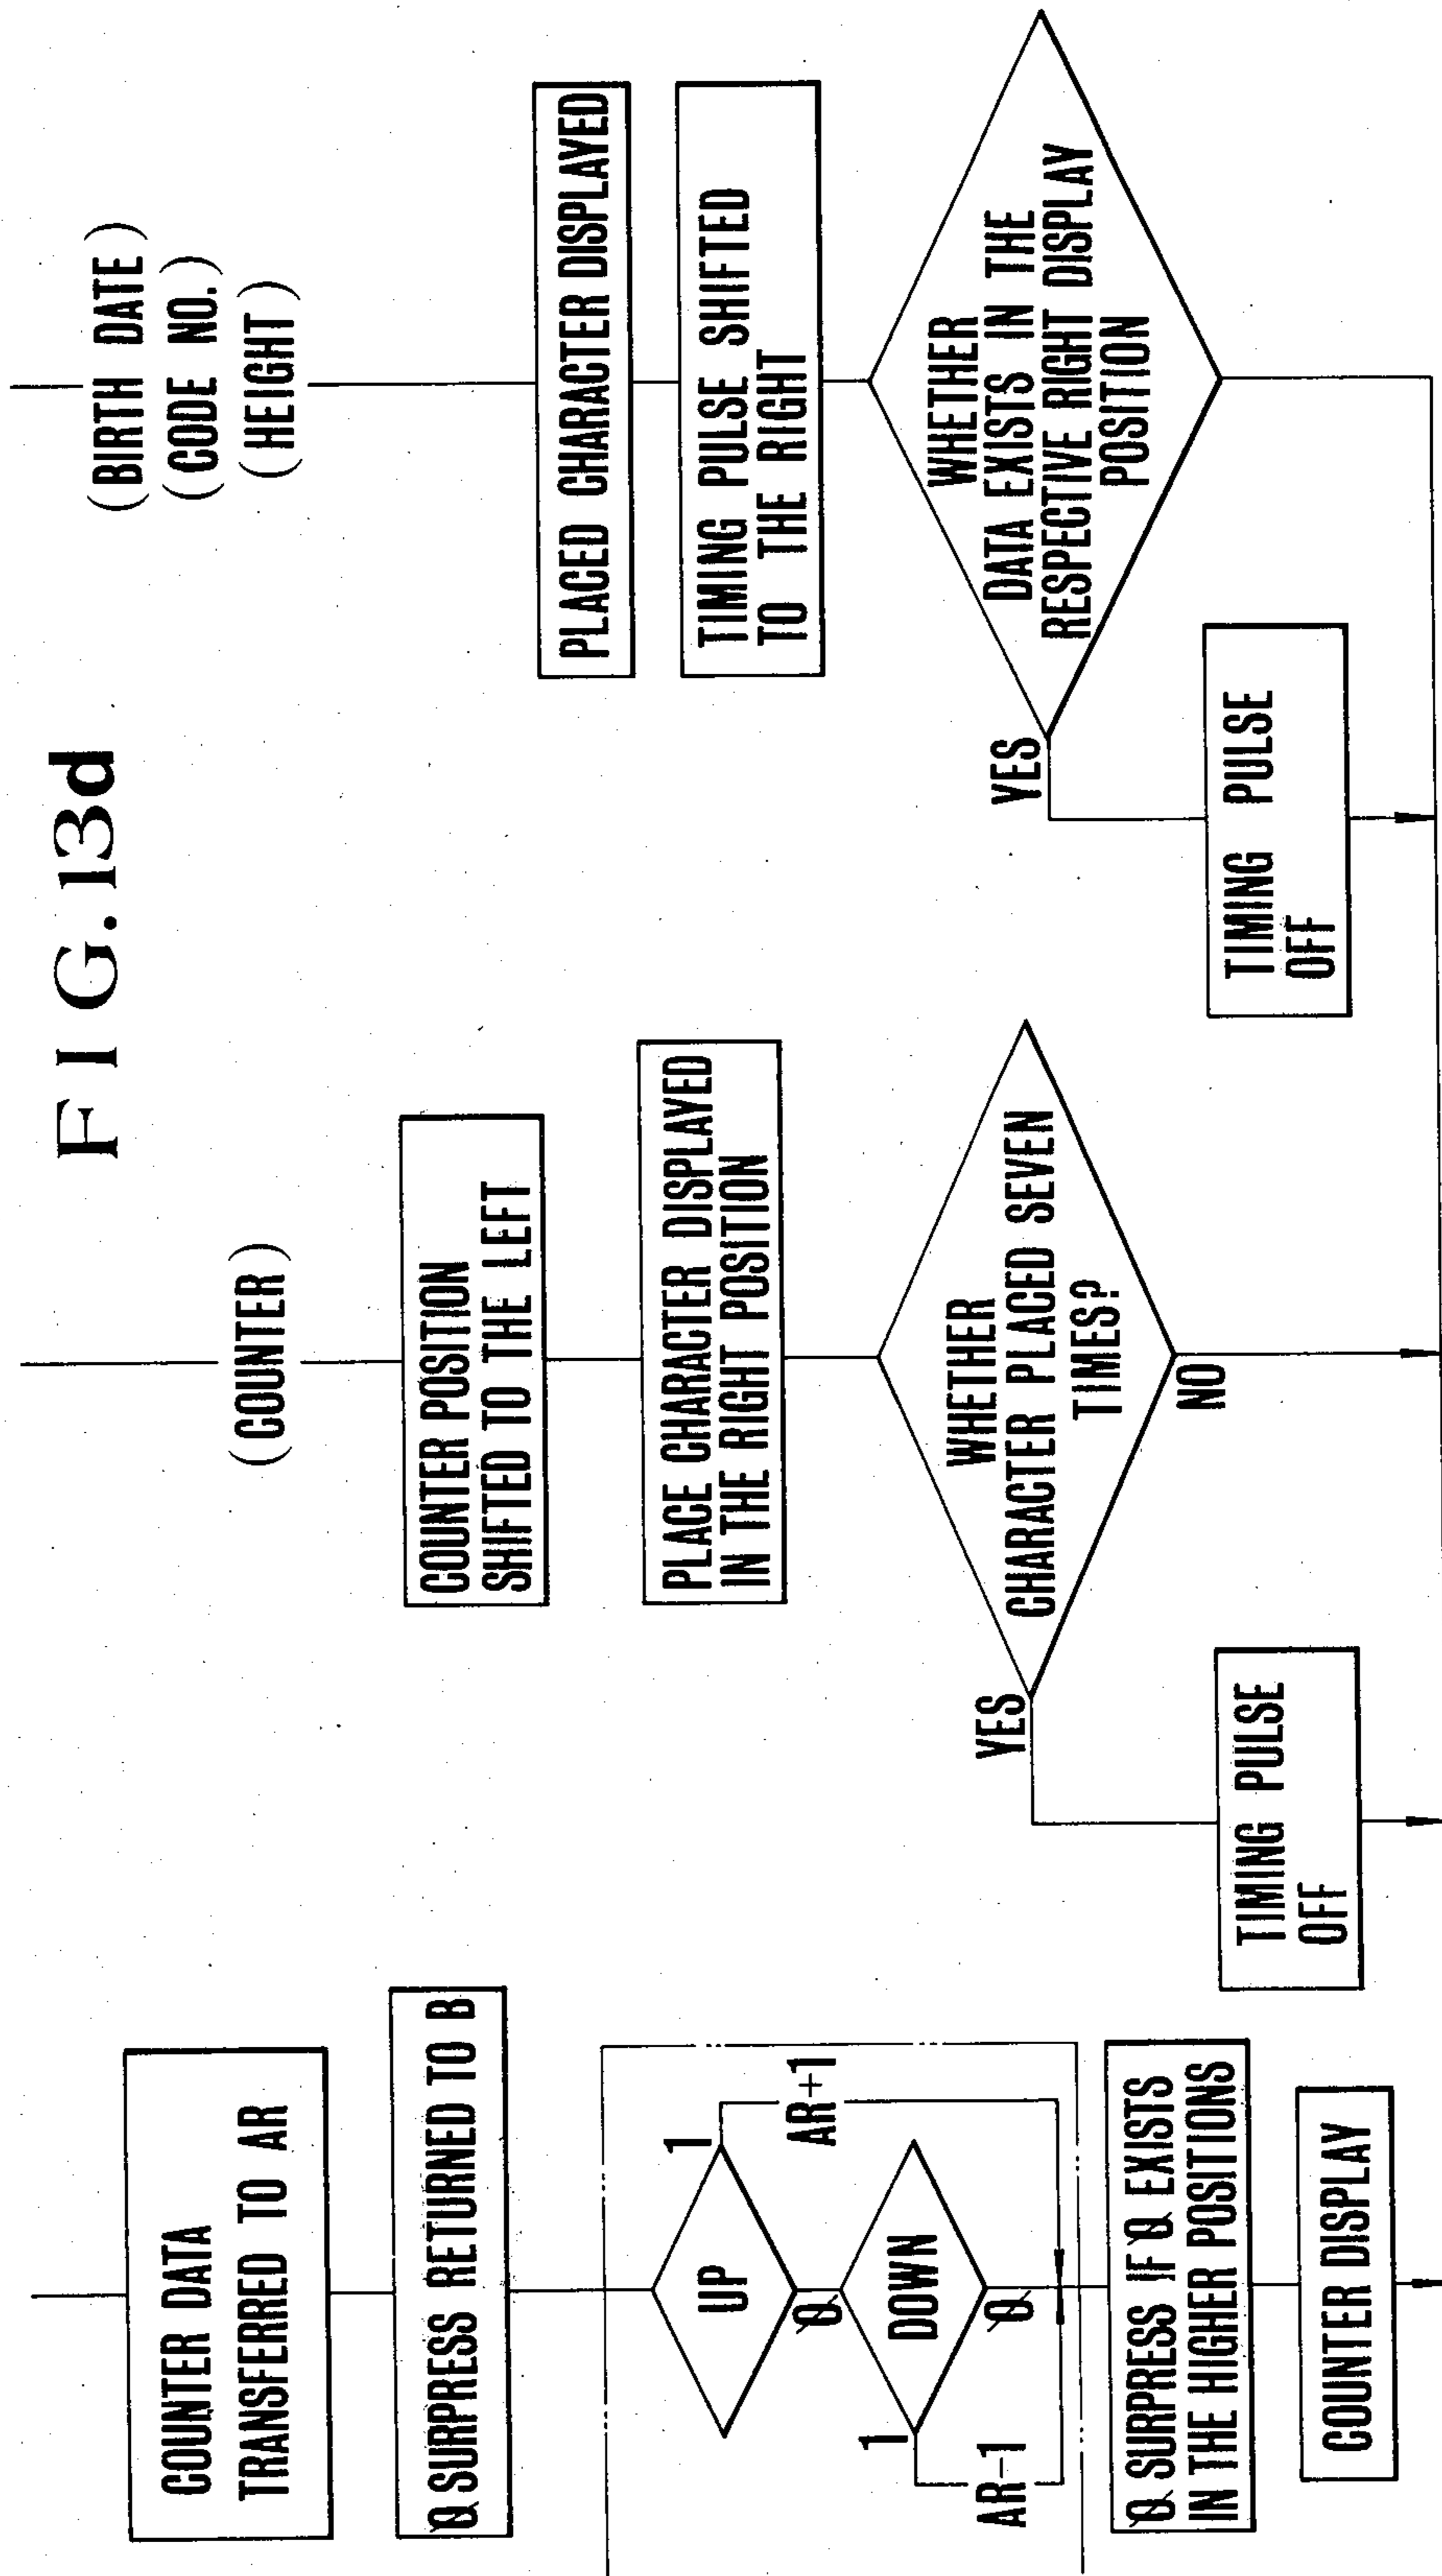 FIG.13d
COUNTER DATA
TRANSFERRED TO AR
0 SURPRESS RETURNED TO B
UP
1
AR+1
0
DOWN
1
AR-1
0
0 SURPRESS IF 0 EXISTS
IN THE HIGHER POSITIONS
COUNTER DISPLAY
(COUNTER)
COUNTER POSITION
SHIFTED TO THE LEFT
PLACE CHARACTER DISPLAYED
IN THE RIGHT POSITION
WHETHER
CHARACTER PLACED SEVEN
TIMES?
YES
NO
TIMING PULSE
OFF
(BIRTH DATE)
(CODE NO.)
(HEIGHT)
PLACED CHARACTER DISPLAYED
TIMING PULSE SHIFTED
TO THE RIGHT
WHETHER
DATA EXISTS IN THE
RESPECTIVE RIGHT DISPLAY
POSITION
YES
TIMING PULSE
OFF